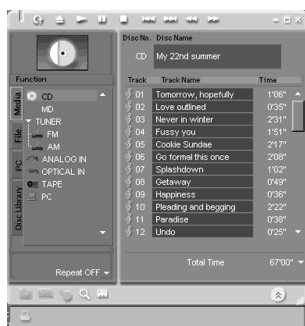 Disc No. Disc Name
CD My 22nd summer
Function
Media
File
PC
Disc Library
CD
MD
TUNER
FM
AM
ANALOG IN
OPTICAL IN
TAPE
PC
Repeat OFF
Track Track Name Time
01 Tomorrow, hopefully 1'06"
02 Love outlined 0'35"
03 Never in winter 2'31"
04 Fussy you 1'51"
05 Cookie Sundae 2'17"
06 Go formal this once 2'08"
07 Splashdown 1'02"
08 Getaway 0'49"
09 Happiness 0'36"
10 Pleading and begging 2'22"
11 Paradise 0'38"
12 Undo 0'25"
Total Time 67'00"